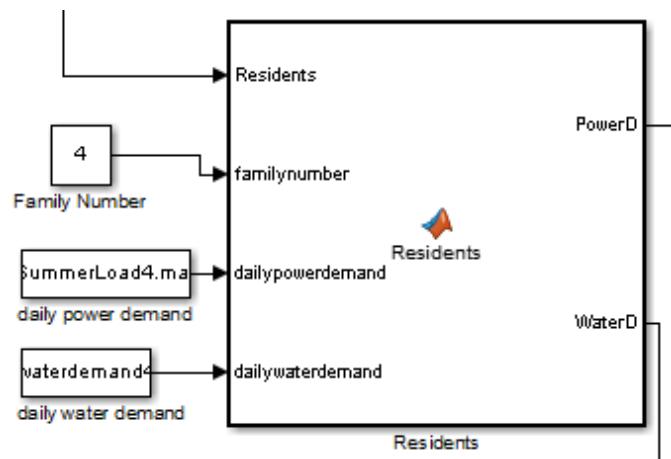 Residents
PowerD
4
familynumber
Family Number
Residents
SummerLoad4.ma
dailypowerdemand
daily power demand
WaterD
waterdemand4
dailywaterdemand
daily water demand
Residents